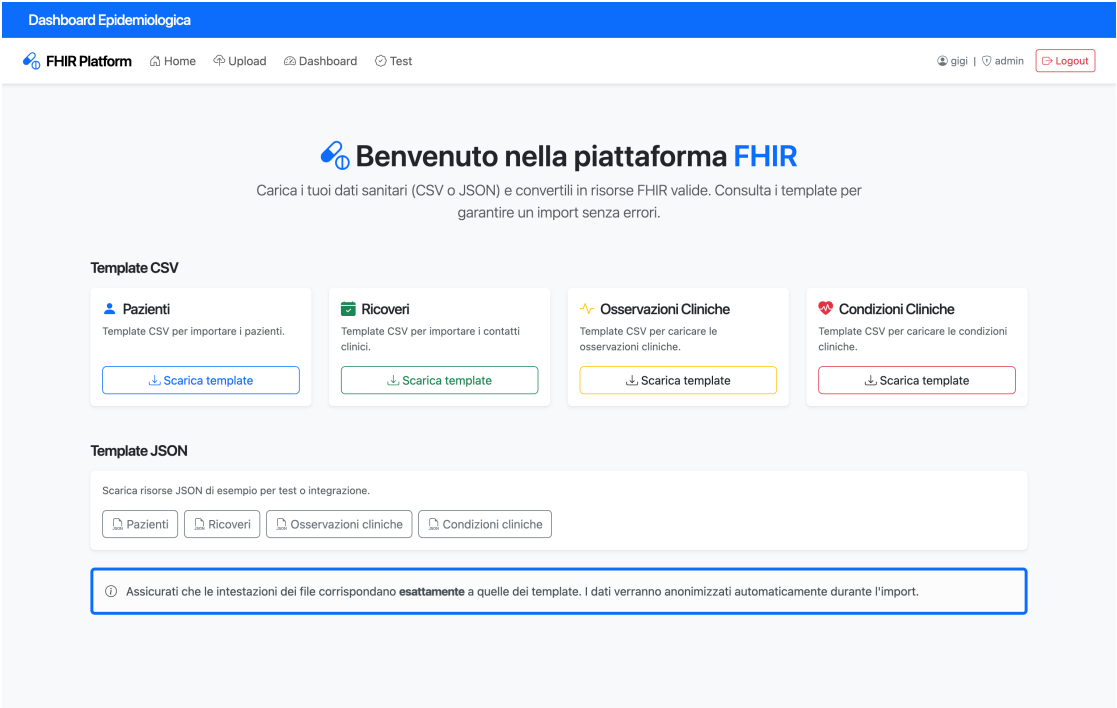 Dashboard Epidemiologica
FHIR Platform Home Upload Dashboard Test gigi | admin Logout
Benvenuto nella piattaforma FHIR
Carica i tuoi dati sanitari (CSV o JSON) e convertili in risorse FHIR valide. Consulta i template per
garantire un import senza errori.
Template CSV
Pazienti
Template CSV per importare i pazienti.
Scarica template
Ricoveri
Template CSV per importare i contatti
clinici.
Scarica template
Osservazioni Cliniche
Template CSV per caricare le
osservazioni cliniche.
Scarica template
Condizioni Cliniche
Template CSV per caricare le condizioni
cliniche.
Scarica template
Template JSON
Scarica risorse JSON di esempio per test o integrazione.
Pazienti Ricoveri Osservazioni cliniche Condizioni cliniche
Assicurati che le intestazioni dei file corrispondano esattamente a quelle dei template. I dati verranno anonimizzati automaticamente durante l'import.